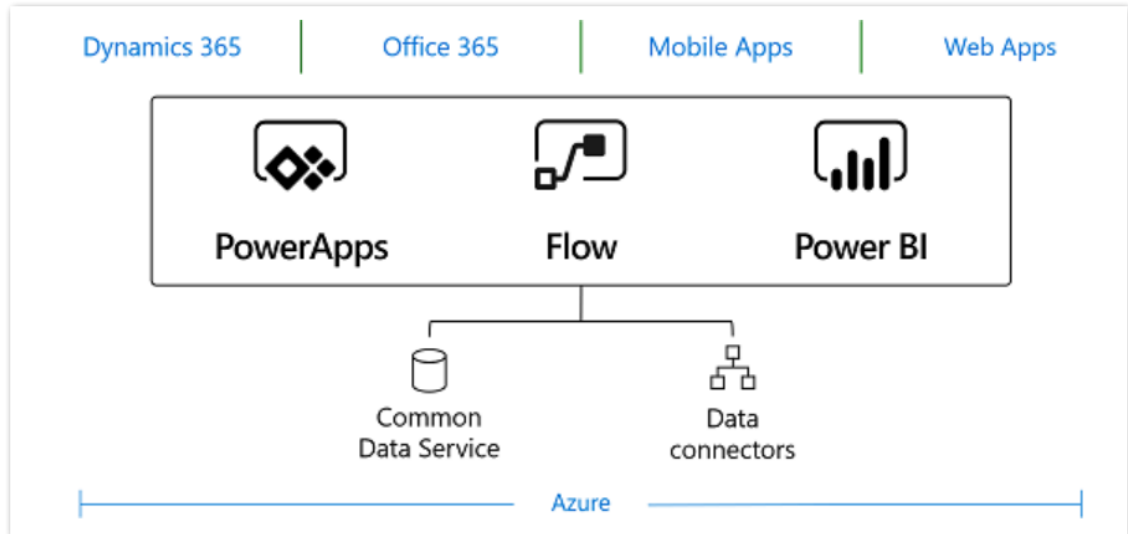 Dynamics 365
Office 365
Mobile Apps
Web Apps
PowerApps
Flow
Power BI
Common
Data Service
Data
connectors
Azure